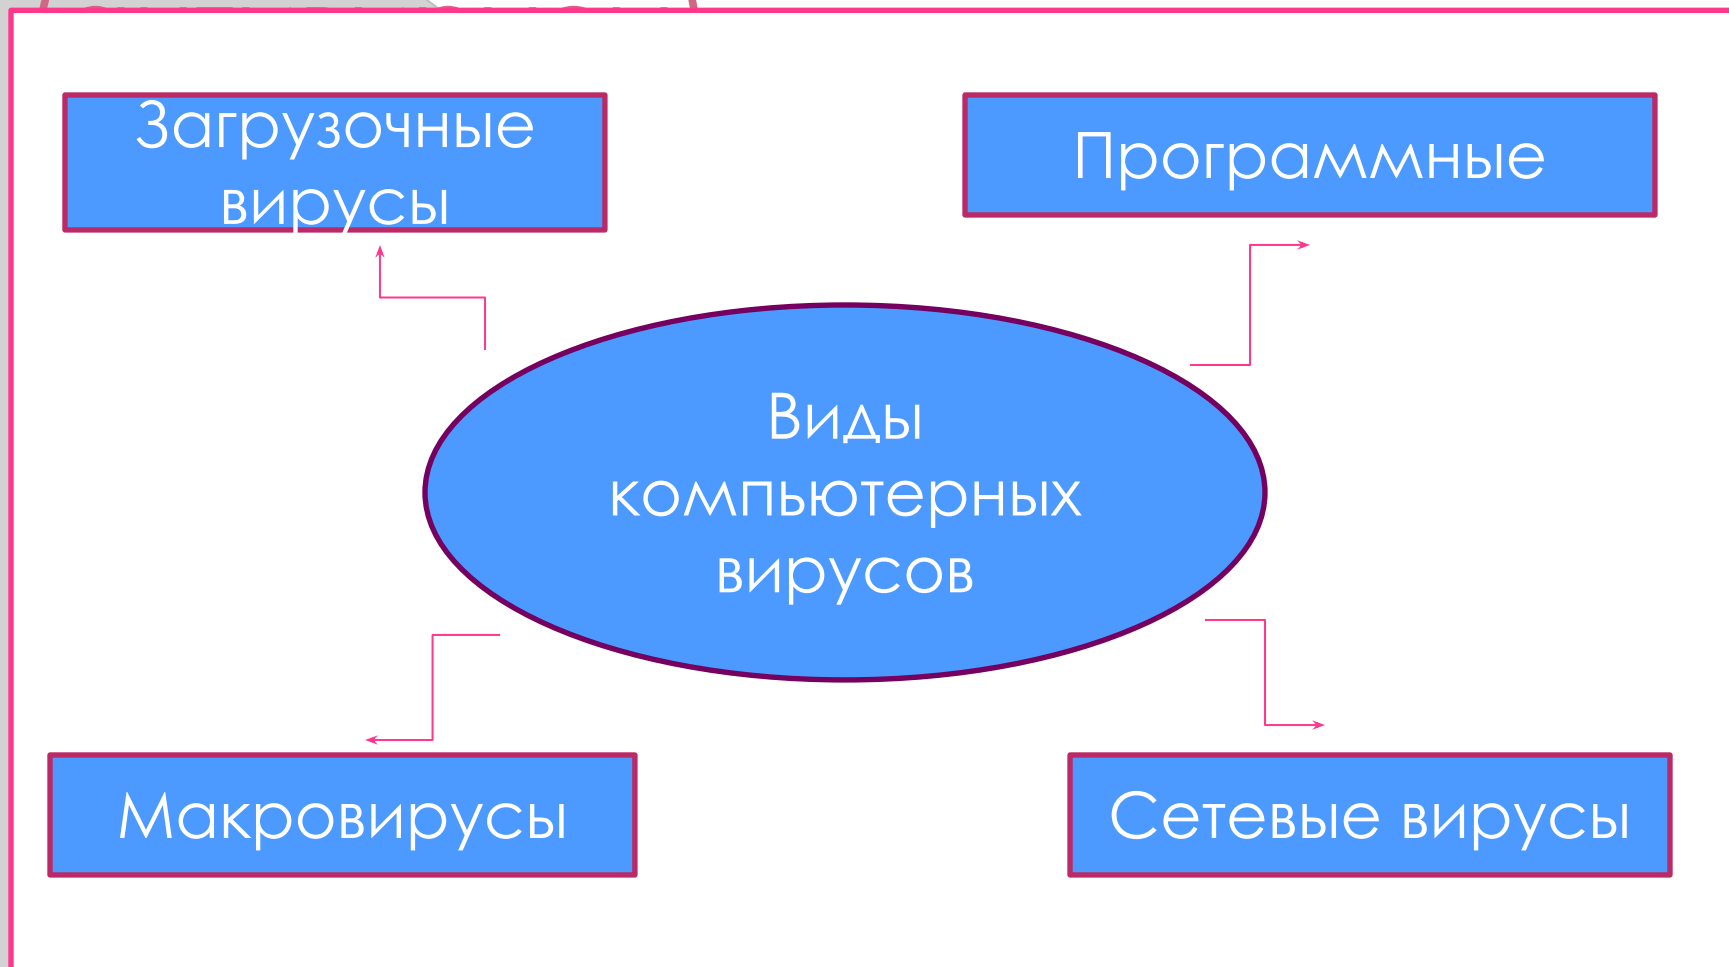 Загрузочные
вирусы
Программные
Виды
компьютерных
вирусов
Макровирусы
Сетевые вирусы